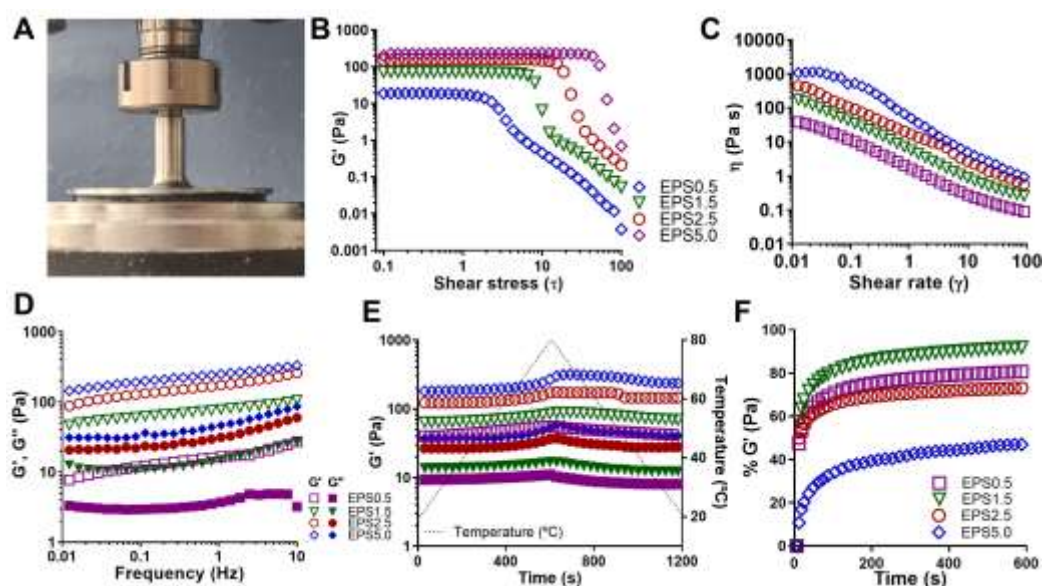 A
B
1000
100
10
1
0.1
0.01
0.001
G' (Pa)
0.1
1
10
100
Shear stress (τ)
EPS0.5
EPS1.5
EPS2.5
EPS5.0
C
10000
1000
100
10
1
0.1
0.01
η (Pa s)
0.01
0.1
1
10
100
Shear rate (γ)
D
1000
100
10
1
G', G'' (Pa)
0.01
0.1
1
10
Frequency (Hz)
G' G''
EPS0.5
EPS1.5
EPS2.5
EPS5.0
E
1000
100
10
1
G' (Pa)
80
60
40
20
Temperature (ºC)
Temperature (ºC)
0
200
400
600
800
1000
1200
Time (s)
F
100
80
60
40
20
0
% G' (Pa)
EPS0.5
EPS1.5
EPS2.5
EPS5.0
0
200
400
600
Time (s)